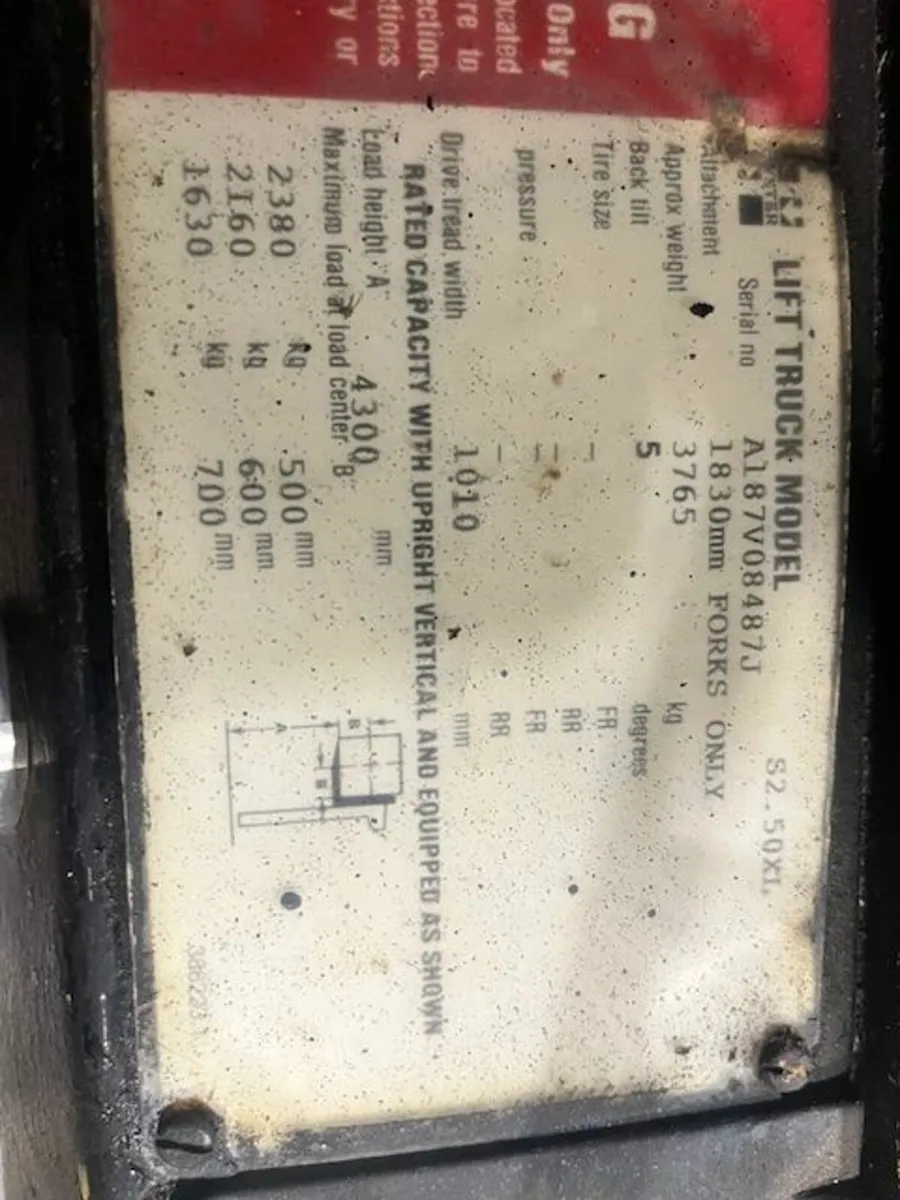 G
Only
ocated
re to
ection
ctions
ry or
LIFT TRUCK MODEL S2.50XL
Serial no A187V08487J
Attachment 1830mm FORKS ONLY
Approx weight 3765 kg
Back tilt 5 degrees
Tire size — FR
RR
pressure — FR
— RR
Drive tread width 1010 mm
RATED CAPACITY WITH UPRIGHT VERTICAL AND EQUIPPED AS SHOWN
Load height "A" 4300 mm
Maximum load at load center B
2380 kg 500 mm
2160 kg 600 mm
1630 kg 700 mm
B
A
B